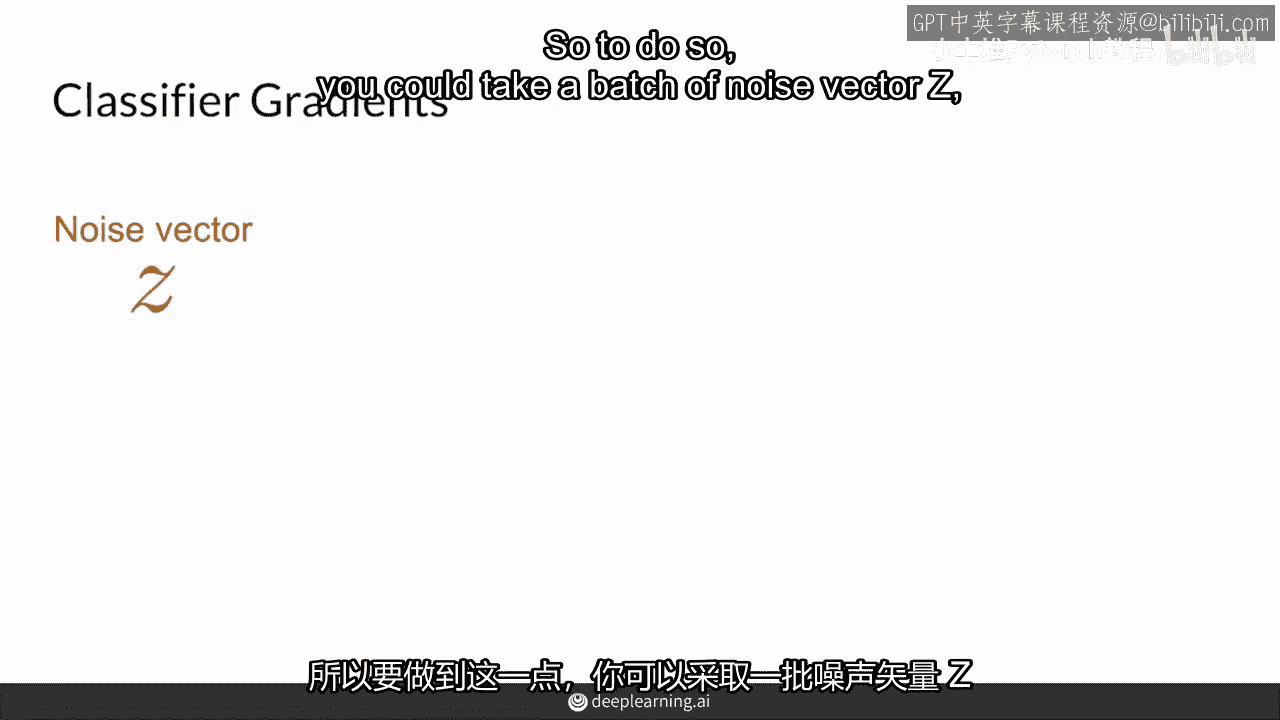 GPT中英字幕课程资源@bilibili.com
So to do so,
you could take a batch of noise vector Z,
Classifier Gradients
Noise vector
z
所以要做到这一点，你可以采取一批噪声矢量 Z
deeplearning.ai